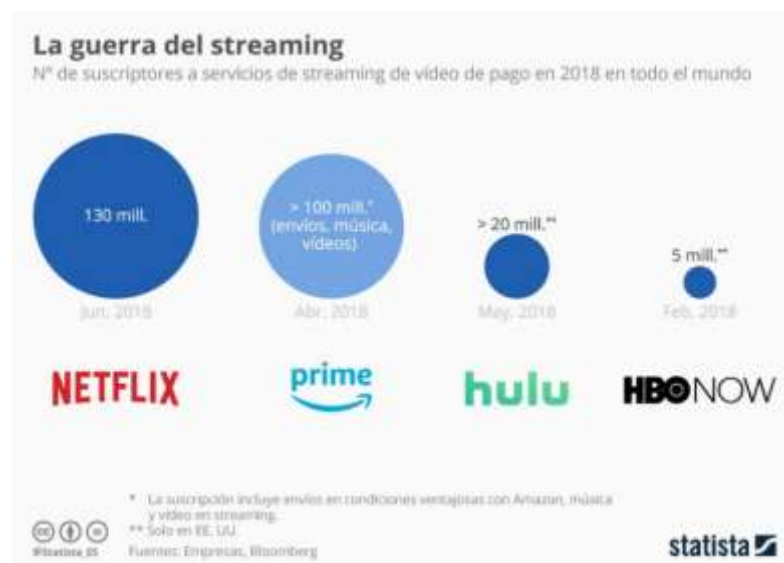 La guerra del streaming
Nº de suscriptores a servicios de streaming de vídeo de pago en 2018 en todo el mundo
130 mill.
> 100 mill.*
(envíos, música,
vídeos)
> 20 mill.**
5 mill.**
Jun. 2018
Abr. 2018
May. 2018
Feb. 2018
NETFLIX
prime
hulu
HBO NOW
* La suscripción incluye envíos en condiciones ventajosas con Amazon, música
y vídeo en streaming.
** Solo en EE. UU.
@Statista_ES
Fuentes: Empresas, Bloomberg
statista